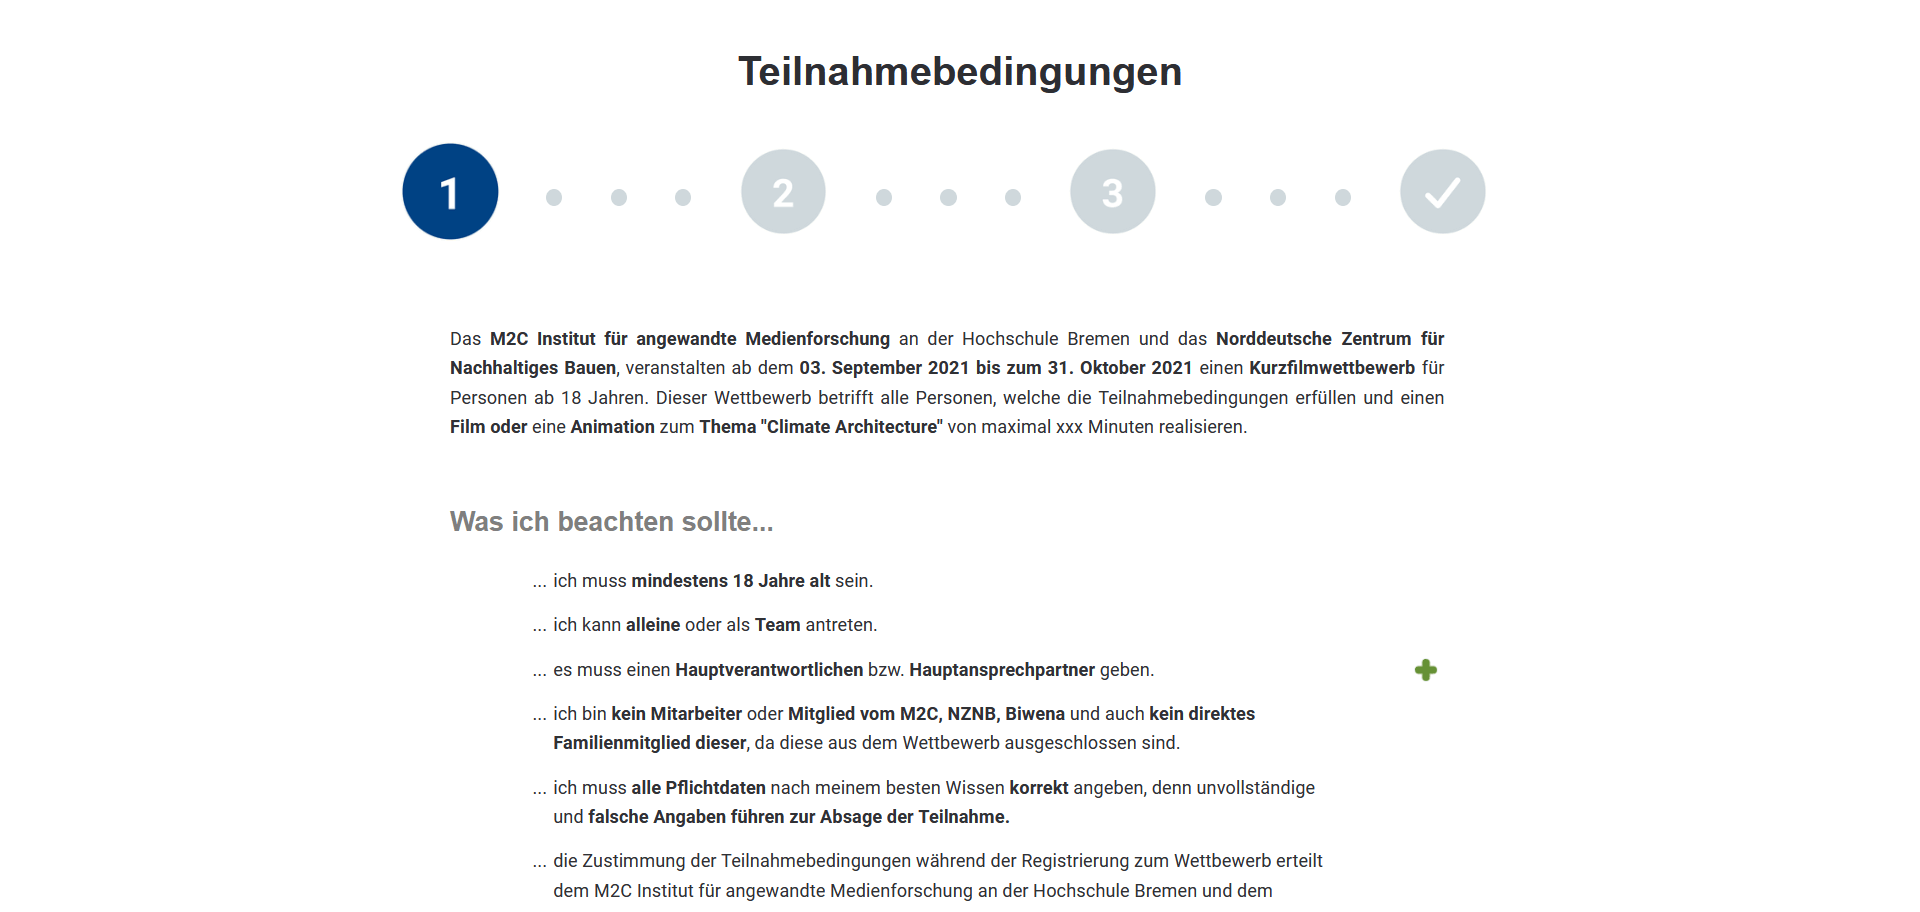 Teilnahmebedingungen
1 2 3
Das M2C Institut für angewandte Medienforschung an der Hochschule Bremen und das Norddeutsche Zentrum für
Nachhaltiges Bauen, veranstalten ab dem 03. September 2021 bis zum 31. Oktober 2021 einen Kurzfilmwettbewerb für
Personen ab 18 Jahren. Dieser Wettbewerb betrifft alle Personen, welche die Teilnahmebedingungen erfüllen und einen
Film oder eine Animation zum Thema "Climate Architecture" von maximal xxx Minuten realisieren.
Was ich beachten sollte...
... ich muss mindestens 18 Jahre alt sein.
... ich kann alleine oder als Team antreten.
... es muss einen Hauptverantwortlichen bzw. Hauptansprechpartner geben.
... ich bin kein Mitarbeiter oder Mitglied vom M2C, NZNB, Biwena und auch kein direktes
Familienmitglied dieser, da diese aus dem Wettbewerb ausgeschlossen sind.
... ich muss alle Pflichtdaten nach meinem besten Wissen korrekt angeben, denn unvollständige
und falsche Angaben führen zur Absage der Teilnahme.
... die Zustimmung der Teilnahmebedingungen während der Registrierung zum Wettbewerb erteilt
dem M2C Institut für angewandte Medienforschung an der Hochschule Bremen und dem